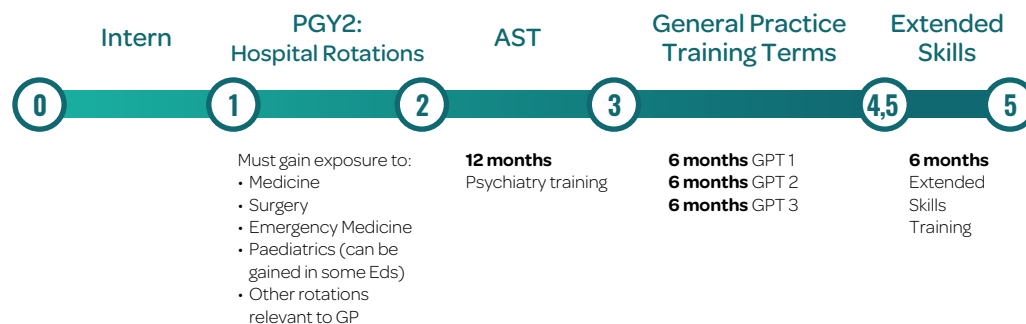 Intern
PGY2:
Hospital Rotations
AST
General Practice
Training Terms
Extended
Skills
0
1
2
3
4,5
5
Must gain exposure to:
• Medicine
• Surgery
• Emergency Medicine
• Paediatrics (can be
gained in some Eds)
• Other rotations
relevant to GP
12 months
Psychiatry training
6 months GPT 1
6 months GPT 2
6 months GPT 3
6 months
Extended
Skills
Training